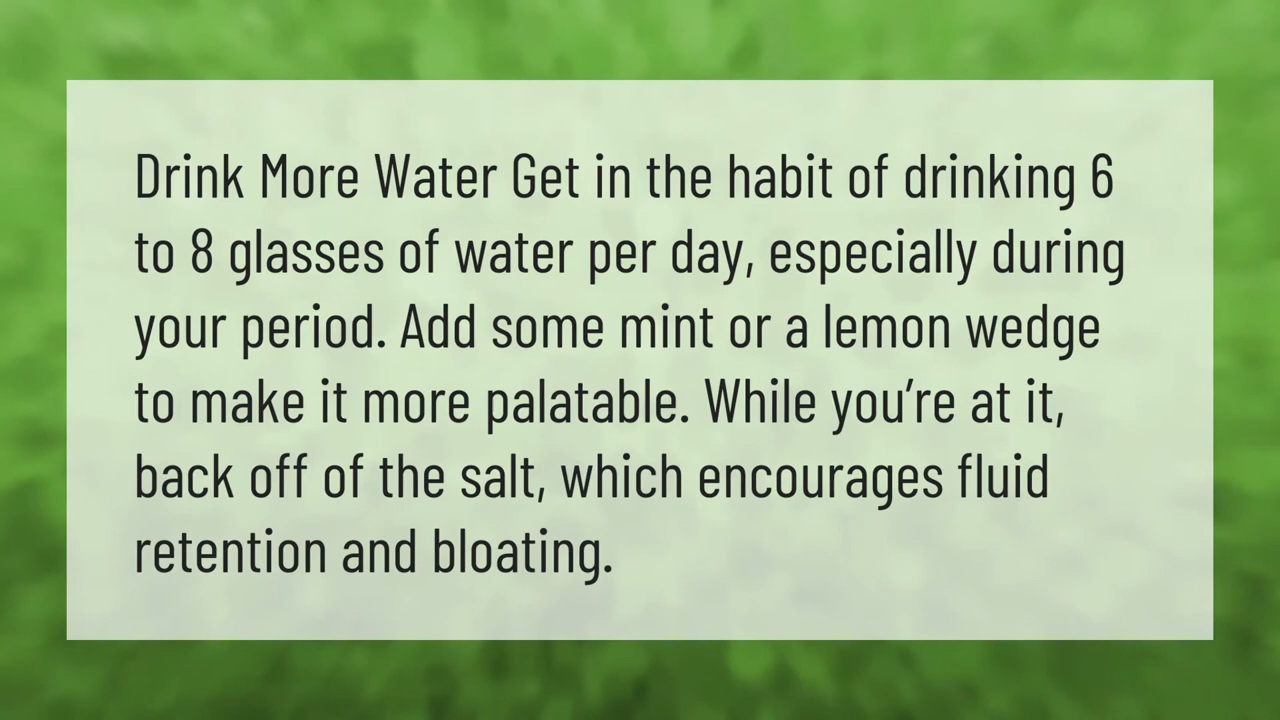 Drink More Water Get in the habit of drinking 6
to 8 glasses of water per day, especially during
your period. Add some mint or a lemon wedge
to make it more palatable. While you’re at it,
back off of the salt, which encourages fluid
retention and bloating.